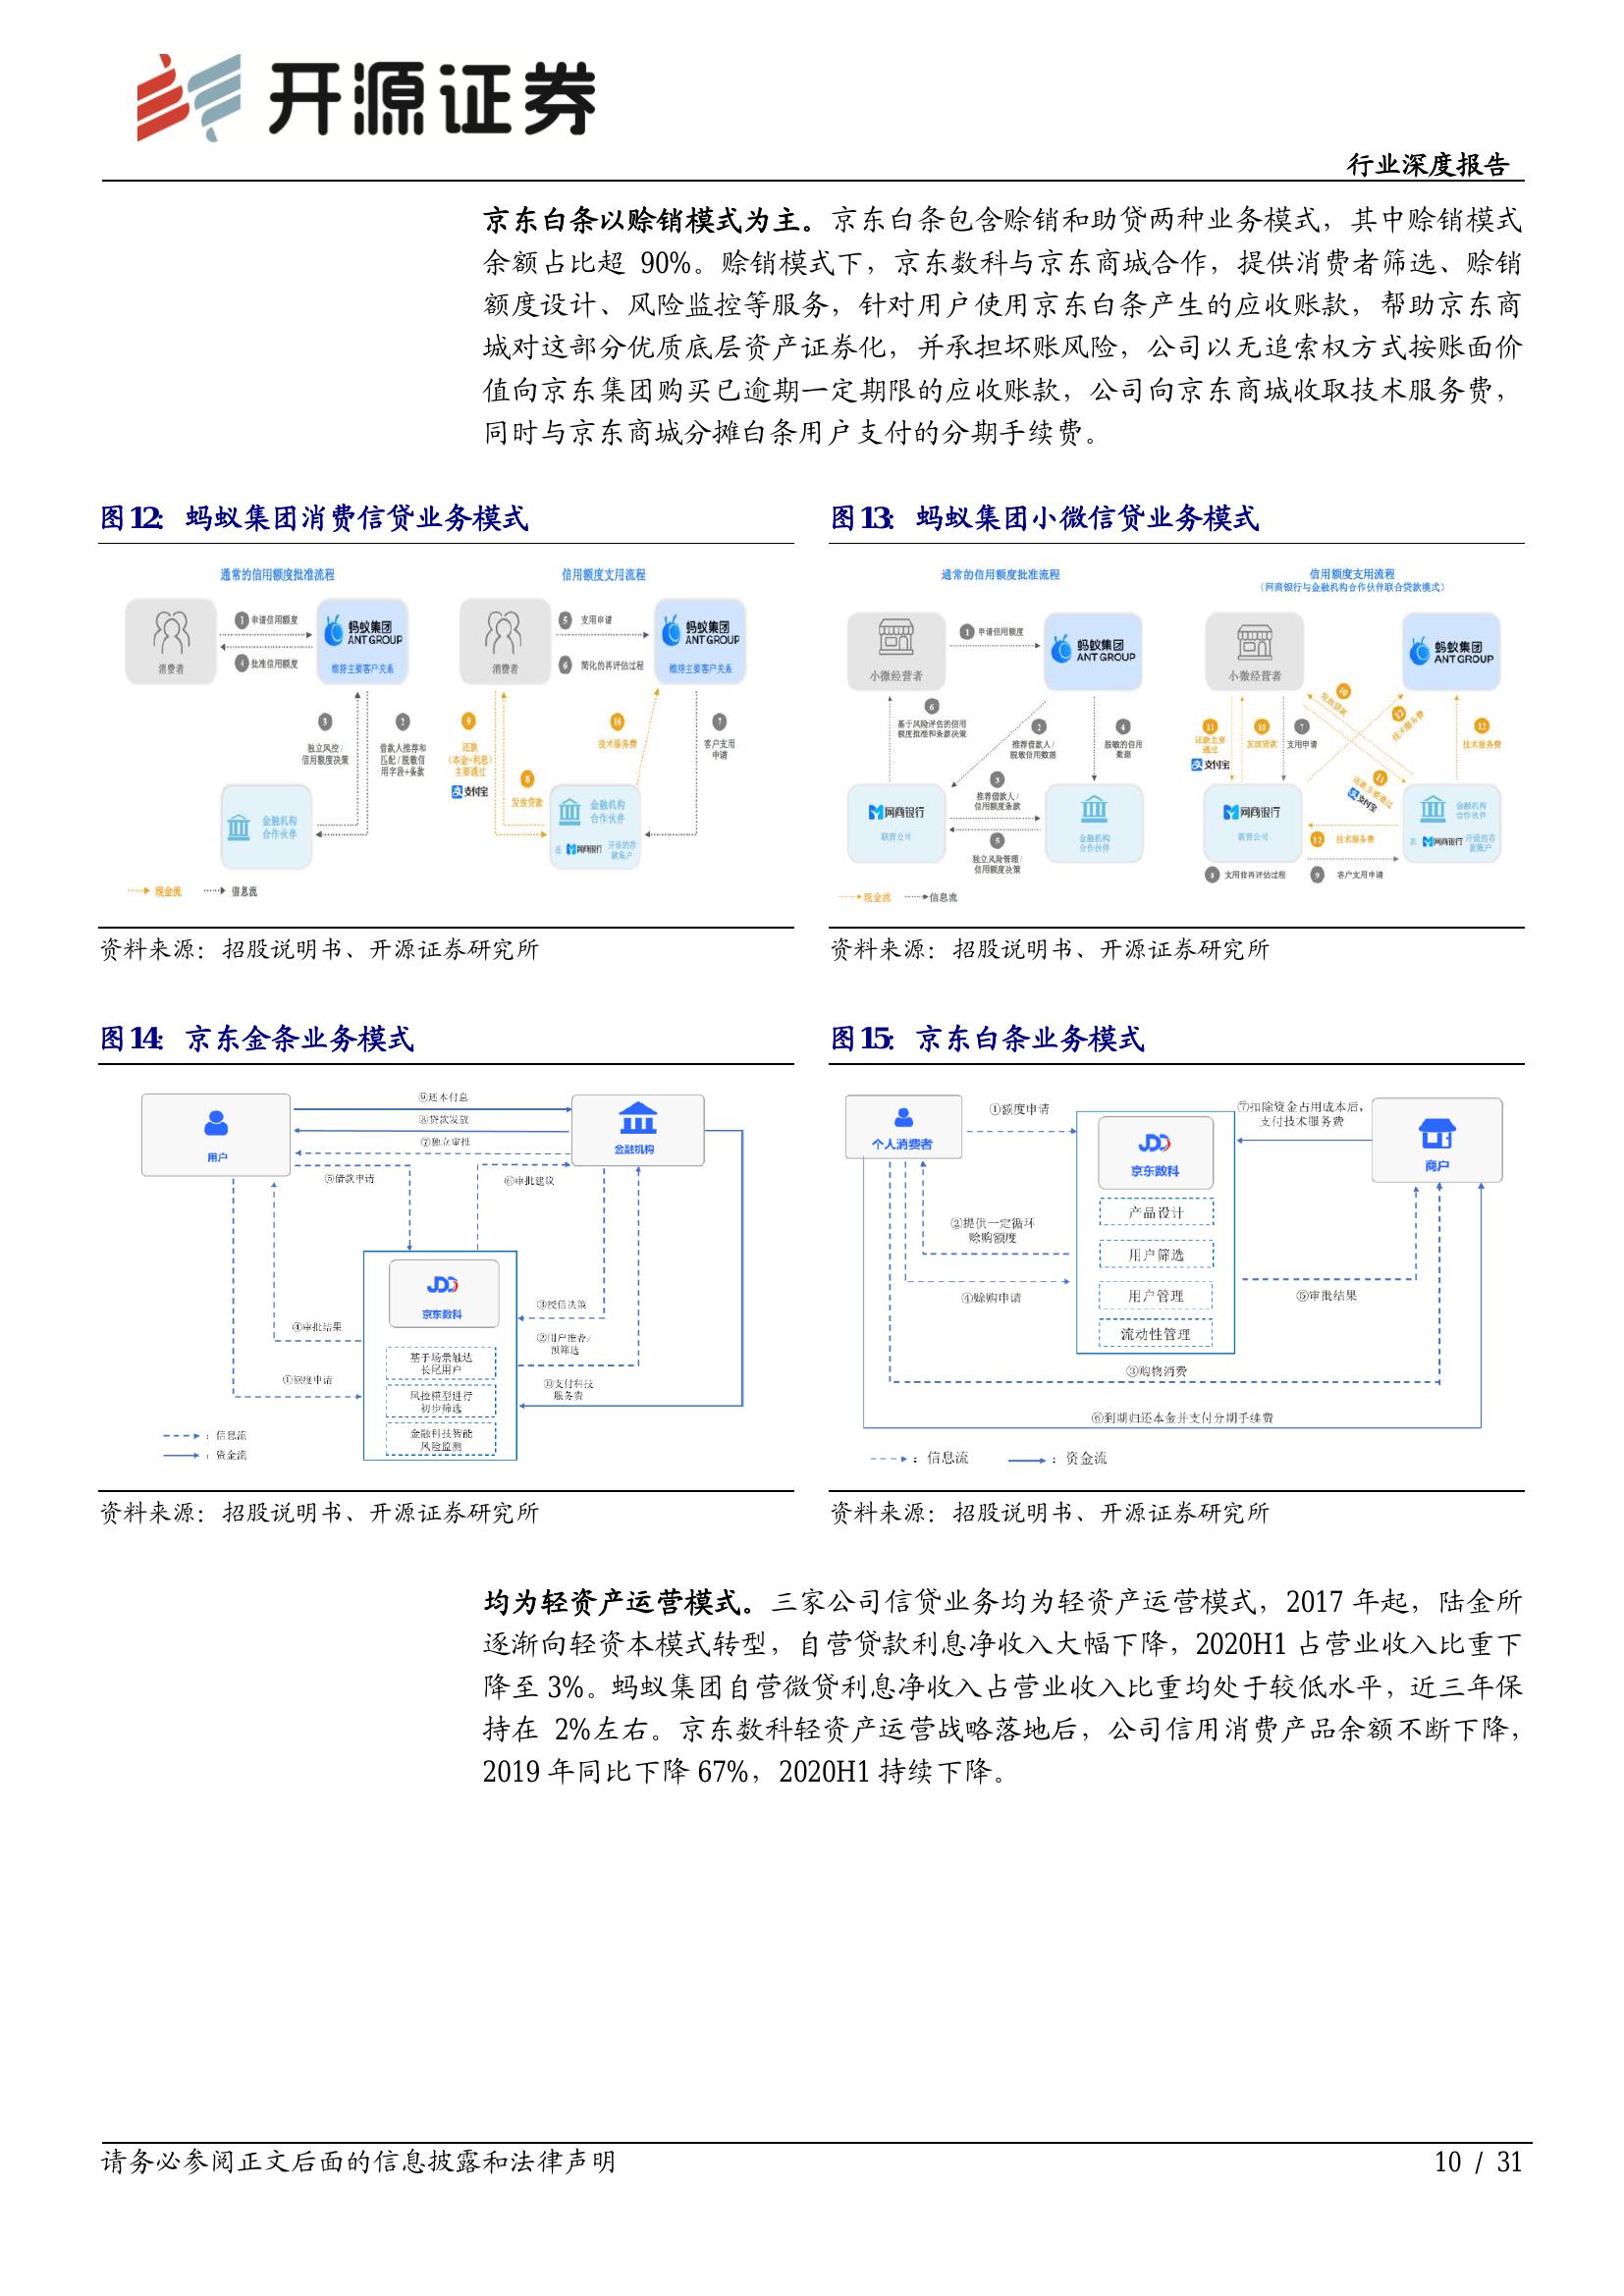 开源证券
行业深度报告
京东白条以赊销模式为主。京东白条包含赊销和助贷两种业务模式，其中赊销模式
余额占比超 90%。赊销模式下，京东数科与京东商城合作，提供消费者筛选、赊销
额度设计、风险监控等服务，针对用户使用京东白条产生的应收账款，帮助京东商
城对这部分优质底层资产证券化，并承担坏账风险，公司以无追索权方式按账面价
值向京东集团购买已逾期一定期限的应收账款，公司向京东商城收取技术服务费，
同时与京东商城分摊白条用户支付的分期手续费。
图12: 蚂蚁集团消费信贷业务模式
通常的信用额度批准流程
信用额度支用流程
消费者
1 申请信用额度
4 批准信用额度
蚂蚁集团
ANT GROUP
维持主要客户关系
消费者
5 支用申请
6 简化的再评估过程
蚂蚁集团
ANT GROUP
维持主要客户关系
3
独立风控/
信用额度决策
2
借款人推荐和
匹配/脱敏信
用字段+条款
9
还款
(本金+利息)
主要通过
支付宝
8
发放贷款
10
技术服务费
7
客户支用
申请
金融机构
合作伙伴
金融机构
合作伙伴
在 网商银行 开设的存
款账户
现金流
信息流
资料来源：招股说明书、开源证券研究所
图13: 蚂蚁集团小微信贷业务模式
通常的信用额度批准流程
信用额度支用流程
(网商银行与金融机构合作伙伴联合贷款模式)
小微经营者
1 申请信用额度
蚂蚁集团
ANT GROUP
小微经营者
蚂蚁集团
ANT GROUP
6
基于风险评估的信用
额度批准和条款决策
2
推荐借款人/
脱敏信用数据
4
脱敏的信用
数据
3
推荐借款人/
信用额度条款
5
独立风险管理/
信用额度决策
网商银行
联营公司
金融机构
合作伙伴
11
还款主要
通过
支付宝
10
发放贷款
7
支用申请
10
发放贷款
12
技术服务费
12
技术服务费
11
还款主要通过
支付宝
网商银行
联营公司
12 技术服务费
金融机构
合作伙伴
在 网商银行 开设的存
款账户
8 支用前再评估过程
9 客户支用申请
现金流
信息流
资料来源：招股说明书、开源证券研究所
图14: 京东金条业务模式
用户
⑨还本付息
⑧贷款发放
⑦独立审批
⑤借款申请
⑥审批建议
金融机构
JDD
京东数科
④审批结果
①额度申请
③授信决策
②用户推荐/
预筛选
⑩支付科技
服务费
基于场景触达
长尾用户
风控模型进行
初步筛选
金融科技智能
风险监测
：信息流
：资金流
资料来源：招股说明书、开源证券研究所
图15: 京东白条业务模式
个人消费者
①额度申请
JDD
京东数科
⑦扣除资金占用成本后，
支付技术服务费
商户
产品设计
用户筛选
用户管理
流动性管理
②提供一定循环
赊购额度
④赊购申请
⑤审批结果
③购物消费
⑥到期归还本金并支付分期手续费
：信息流
：资金流
资料来源：招股说明书、开源证券研究所
均为轻资产运营模式。三家公司信贷业务均为轻资产运营模式，2017 年起，陆金所
逐渐向轻资本模式转型，自营贷款利息净收入大幅下降，2020H1 占营业收入比重下
降至 3%。蚂蚁集团自营微贷利息净收入占营业收入比重均处于较低水平，近三年保
持在 2%左右。京东数科轻资产运营战略落地后，公司信用消费产品余额不断下降，
2019 年同比下降 67%，2020H1 持续下降。
请务必参阅正文后面的信息披露和法律声明
10 / 31